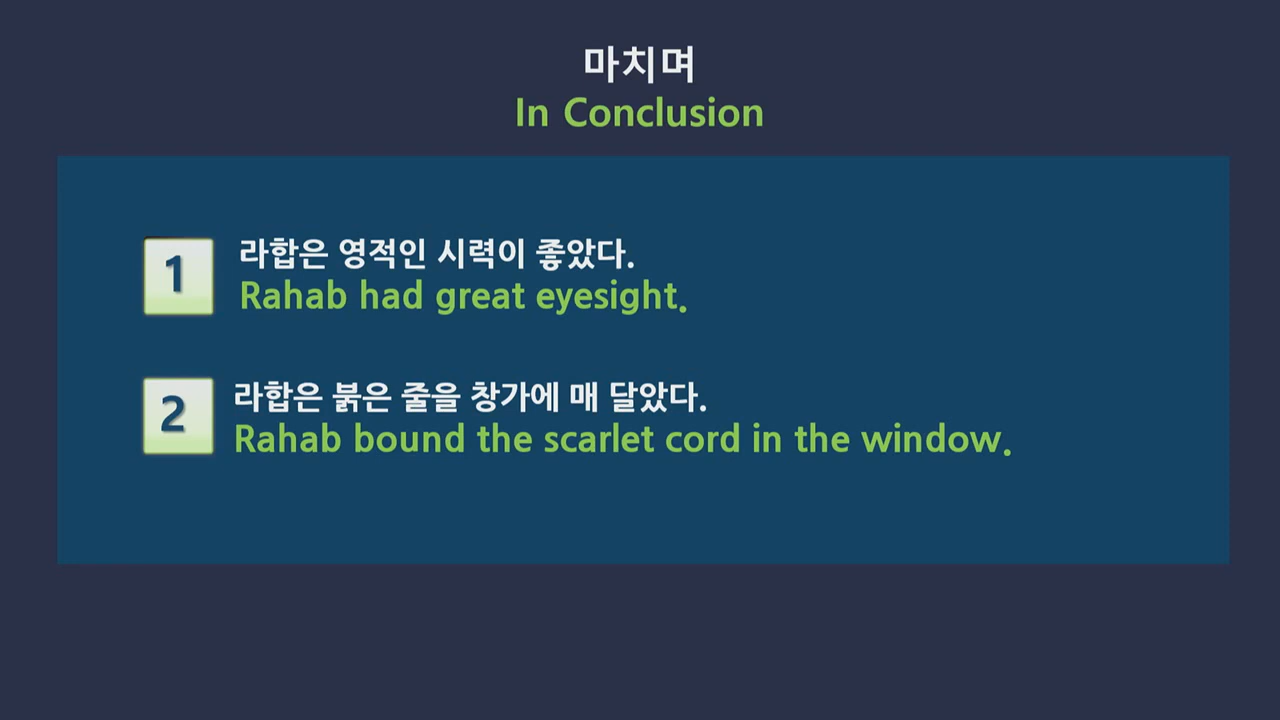 마치며
In Conclusion
1
라합은 영적인 시력이 좋았다.
Rahab had great eyesight.
2
라합은 붉은 줄을 창가에 매 달았다.
Rahab bound the scarlet cord in the window.